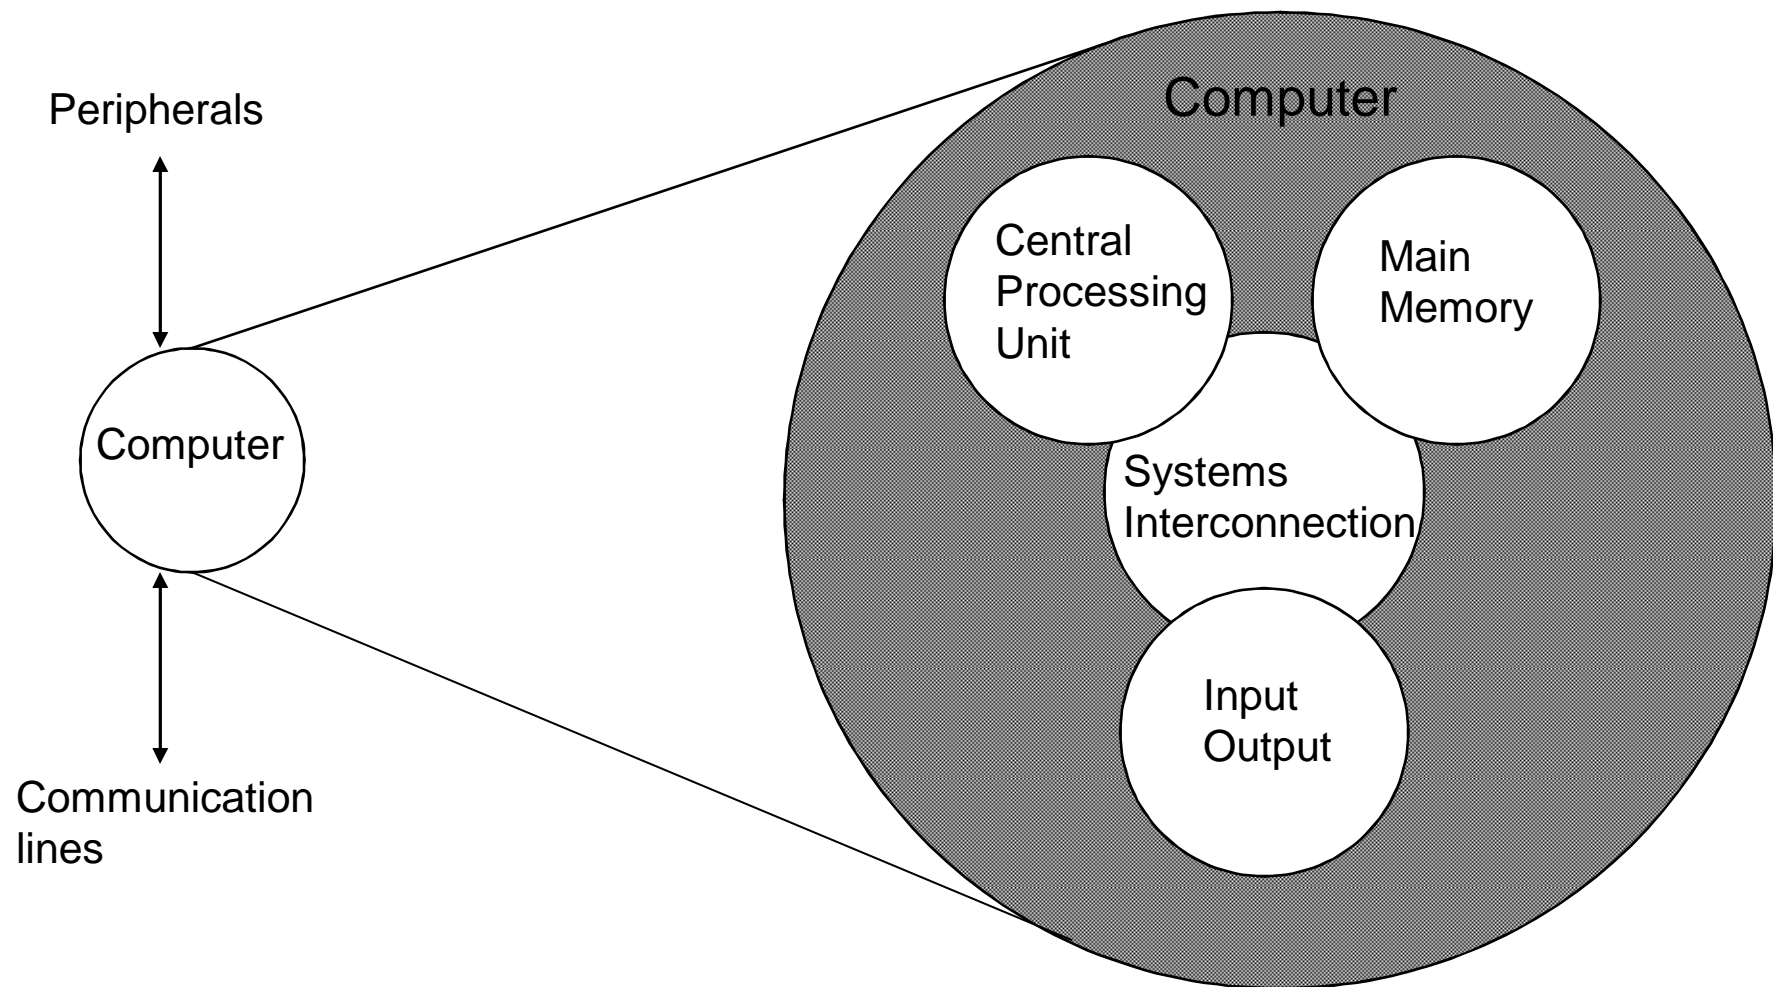 Peripherals
Computer
Communication
lines
Computer
Central
Processing
Unit
Main
Memory
Systems
Interconnection
Input
Output